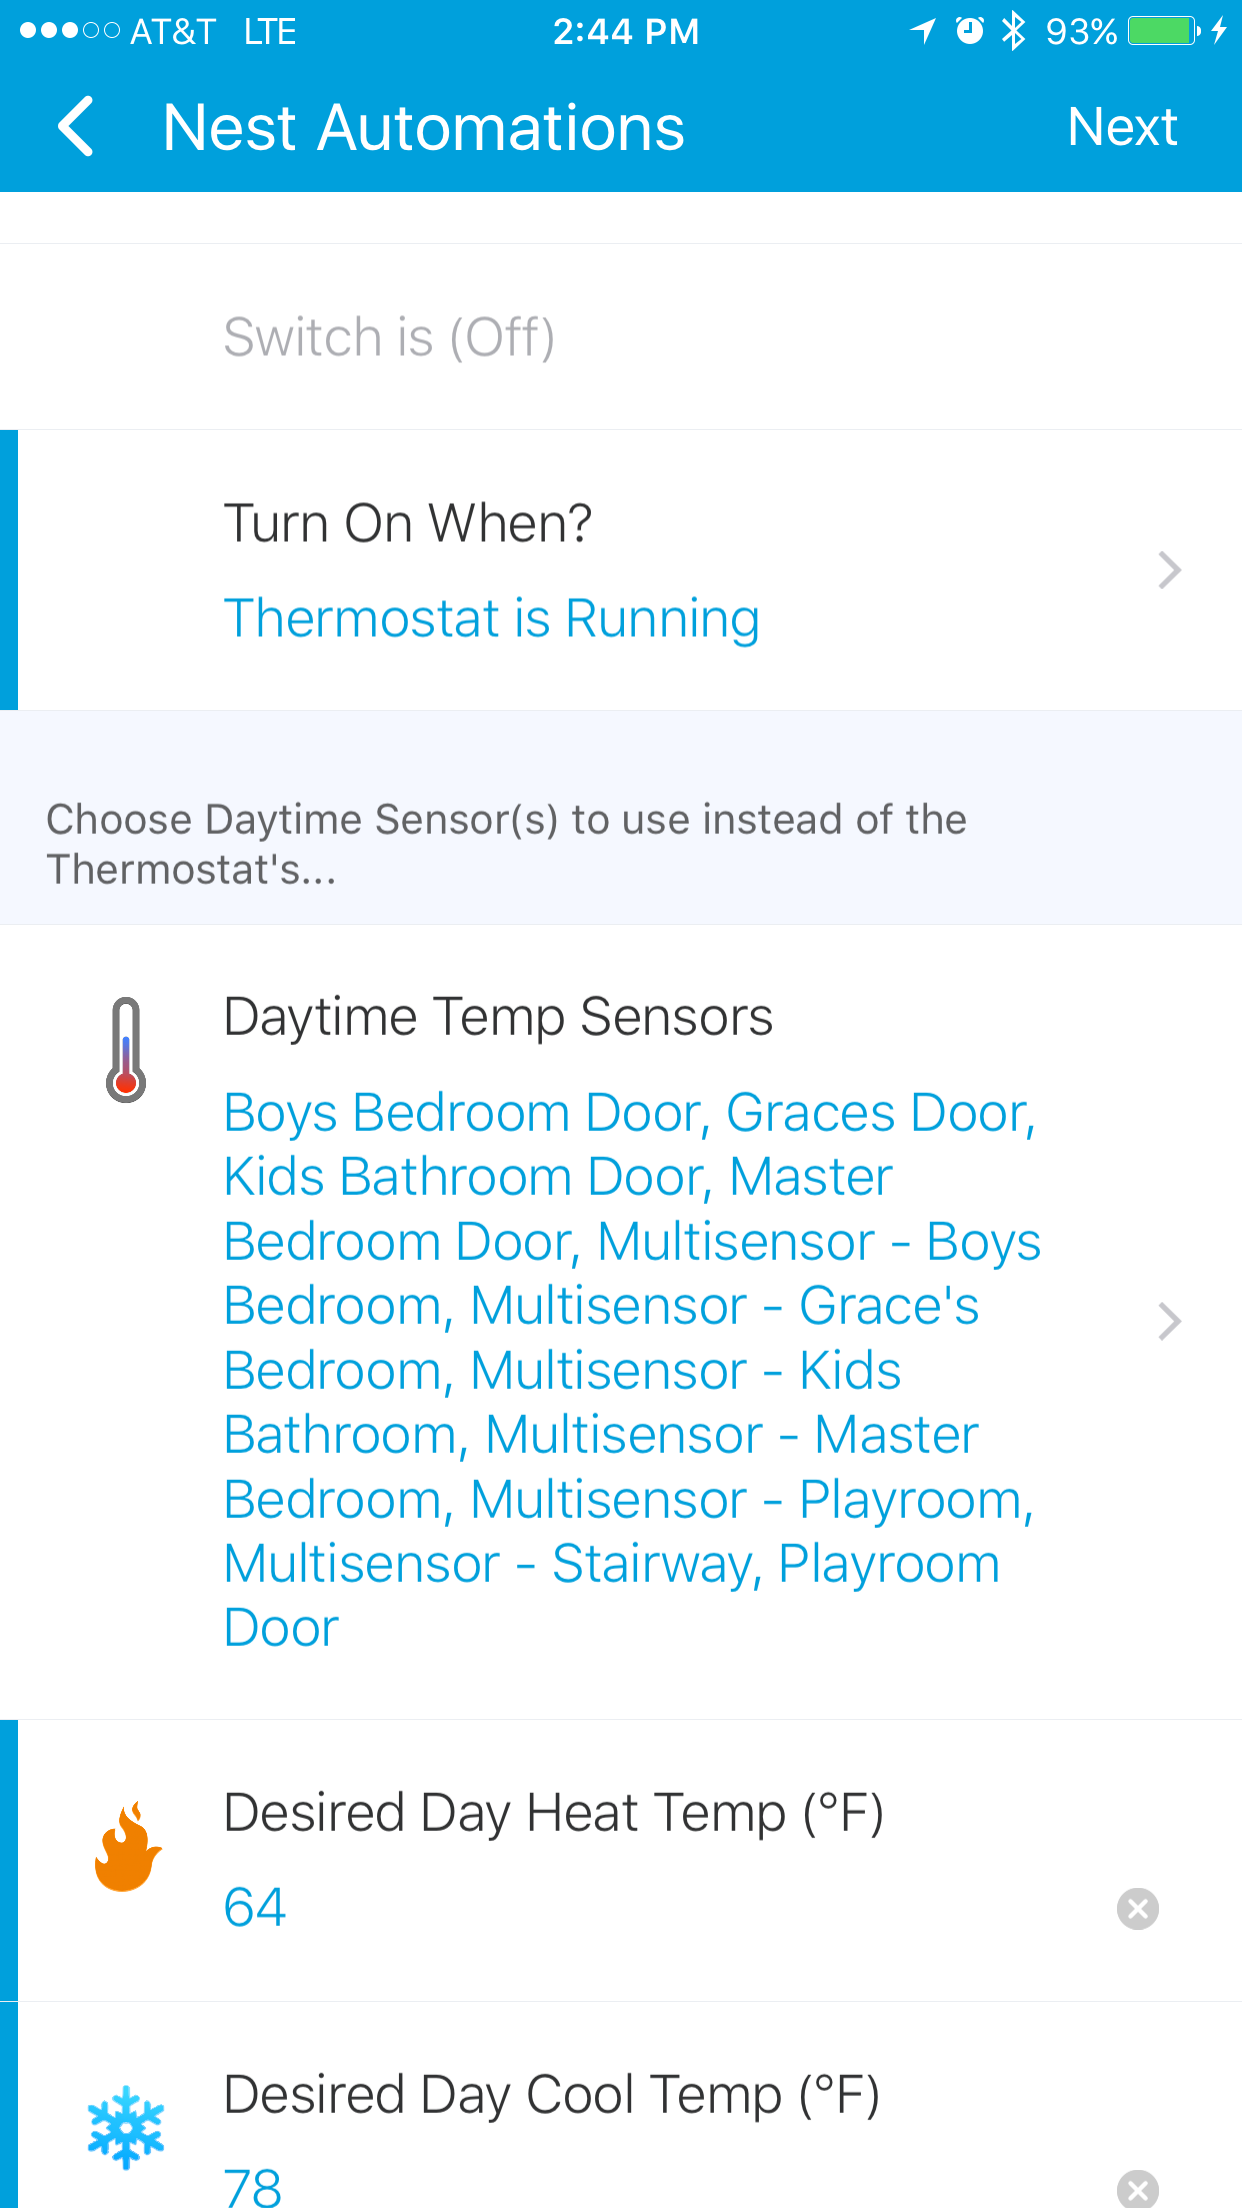 AT&T LTE 2:44 PM 93%
Nest Automations Next
Switch is (Off)
Turn On When?
Thermostat is Running
Choose Daytime Sensor(s) to use instead of the
Thermostat's...
Daytime Temp Sensors
Boys Bedroom Door, Graces Door,
Kids Bathroom Door, Master
Bedroom Door, Multisensor - Boys
Bedroom, Multisensor - Grace's
Bedroom, Multisensor - Kids
Bathroom, Multisensor - Master
Bedroom, Multisensor - Playroom,
Multisensor - Stairway, Playroom
Door
Desired Day Heat Temp (°F)
64
Desired Day Cool Temp (°F)
78